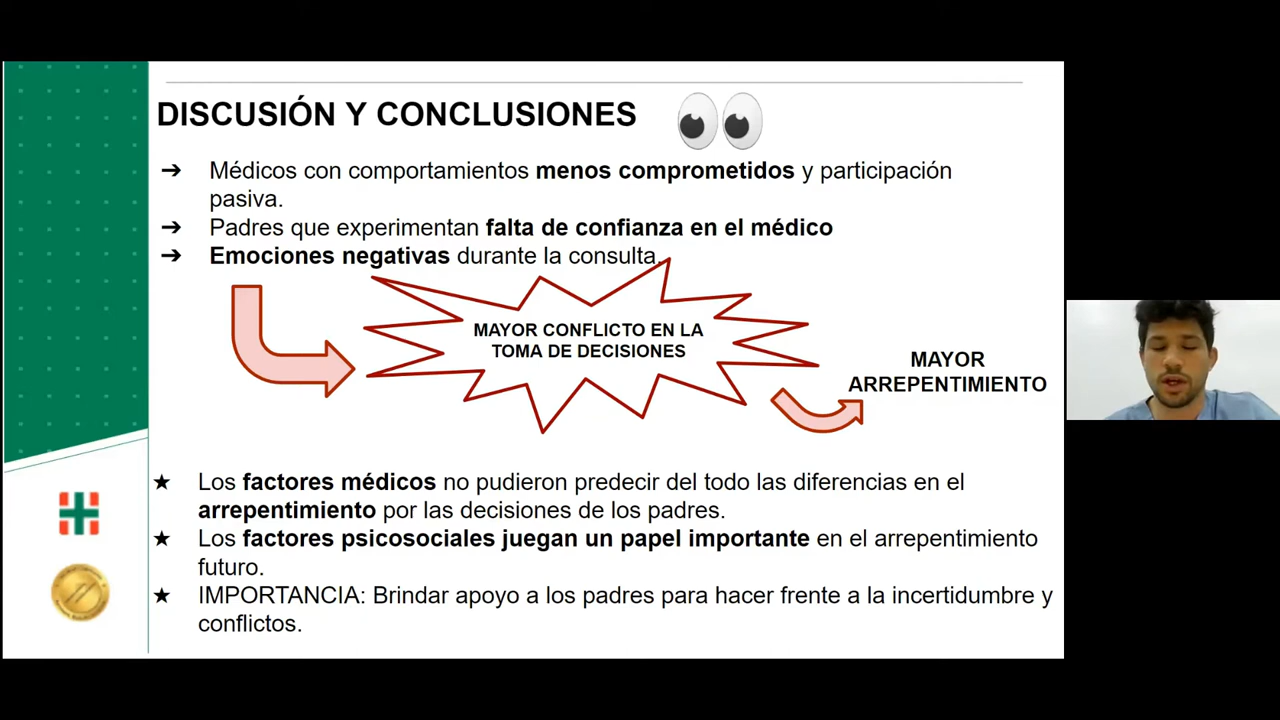 DISCUSIÓN Y CONCLUSIONES
➔ Médicos con comportamientos menos comprometidos y participación
pasiva.
➔ Padres que experimentan falta de confianza en el médico
➔ Emociones negativas durante la consulta.
MAYOR CONFLICTO EN LA
TOMA DE DECISIONES
MAYOR
ARREPENTIMIENTO
★ Los factores médicos no pudieron predecir del todo las diferencias en el
arrepentimiento por las decisiones de los padres.
★ Los factores psicosociales juegan un papel importante en el arrepentimiento
futuro.
★ IMPORTANCIA: Brindar apoyo a los padres para hacer frente a la incertidumbre y
conflictos.